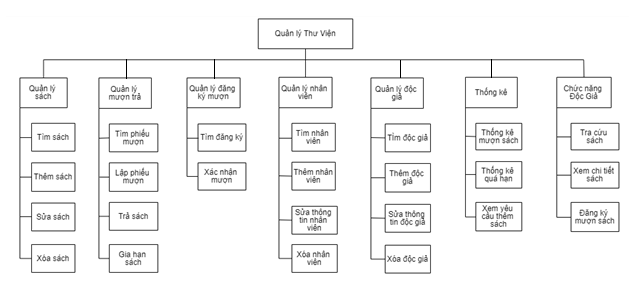 Quản lý Thư Viện
Quản lý
sách
Quản lý
mượn trả
Quản lý đăng
ký mượn
Quản lý nhân
viên
Quản lý độc
giả
Thống kê
Chức năng
Độc Giả
Tìm sách
Thêm sách
Sửa sách
Xóa sách
Tìm phiếu
mượn
Lập phiếu
mượn
Trả sách
Gia hạn
sách
Tìm đăng ký
Xác nhận
mượn
Tìm nhân
viên
Thêm nhân
viên
Sửa thông
tin nhân
viên
Xóa nhân
viên
Tìm độc giả
Thêm độc
giả
Sửa thông
tin độc giả
Xóa độc giả
Thống kê
mượn sách
Thống kê
quá hạn
Xem yêu
cầu thêm
sách
Tra cứu
sách
Xem chi tiết
sách
Đăng ký
mượn sách